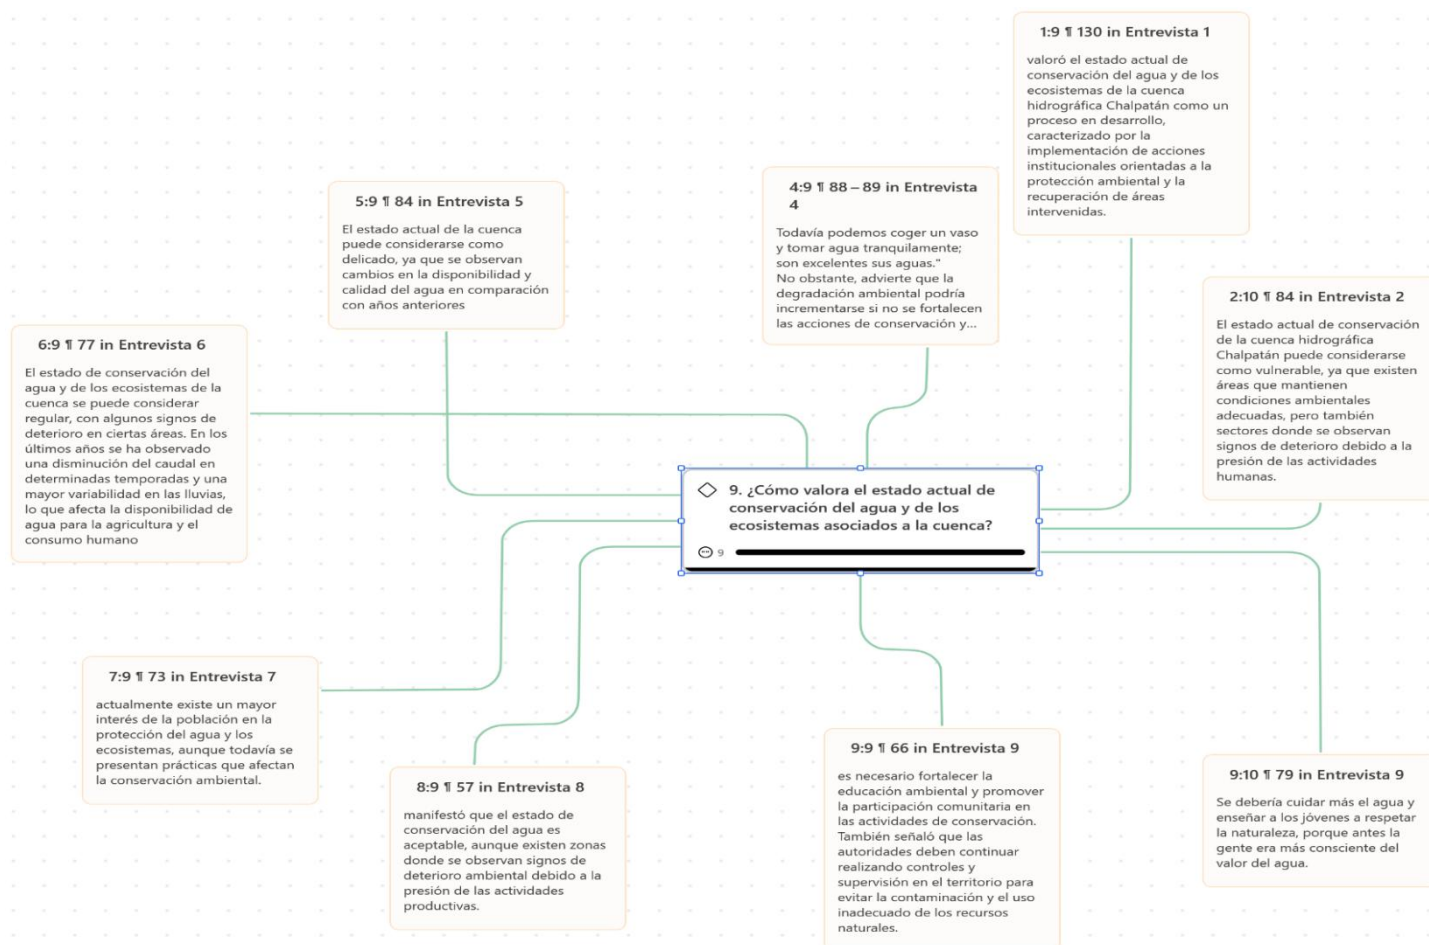 1:9 ¶ 130 in Entrevista 1
valoró el estado actual de
conservación del agua y de los
ecosistemas de la cuenca
hidrográfica Chalpatán como un
proceso en desarrollo,
caracterizado por la
implementación de acciones
institucionales orientadas a la
protección ambiental y la
recuperación de áreas
intervenidas.
4:9 ¶ 88 – 89 in Entrevista
4
Todavía podemos coger un vaso
y tomar agua tranquilamente;
son excelentes sus aguas."
No obstante, advierte que la
degradación ambiental podría
incrementarse si no se fortalecen
las acciones de conservación y...
5:9 ¶ 84 in Entrevista 5
El estado actual de la cuenca
puede considerarse como
delicado, ya que se observan
cambios en la disponibilidad y
calidad del agua en comparación
con años anteriores
2:10 ¶ 84 in Entrevista 2
El estado actual de conservación
de la cuenca hidrográfica
Chalpatán puede considerarse
como vulnerable, ya que existen
áreas que mantienen
condiciones ambientales
adecuadas, pero también
sectores donde se observan
signos de deterioro debido a la
presión de las actividades
humanas.
6:9 ¶ 77 in Entrevista 6
El estado de conservación del
agua y de los ecosistemas de la
cuenca se puede considerar
regular, con algunos signos de
deterioro en ciertas áreas. En los
últimos años se ha observado
una disminución del caudal en
determinadas temporadas y una
mayor variabilidad en las lluvias,
lo que afecta la disponibilidad de
agua para la agricultura y el
consumo humano
9. ¿Cómo valora el estado actual de
conservación del agua y de los
ecosistemas asociados a la cuenca?
9
7:9 ¶ 73 in Entrevista 7
actualmente existe un mayor
interés de la población en la
protección del agua y los
ecosistemas, aunque todavía se
presentan prácticas que afectan
la conservación ambiental.
8:9 ¶ 57 in Entrevista 8
manifestó que el estado de
conservación del agua es
aceptable, aunque existen zonas
donde se observan signos de
deterioro ambiental debido a la
presión de las actividades
productivas.
9:9 ¶ 66 in Entrevista 9
es necesario fortalecer la
educación ambiental y promover
la participación comunitaria en
las actividades de conservación.
También señaló que las
autoridades deben continuar
realizando controles y
supervisión en el territorio para
evitar la contaminación y el uso
inadecuado de los recursos
naturales.
9:10 ¶ 79 in Entrevista 9
Se debería cuidar más el agua y
enseñar a los jóvenes a respetar
la naturaleza, porque antes la
gente era más consciente del
valor del agua.